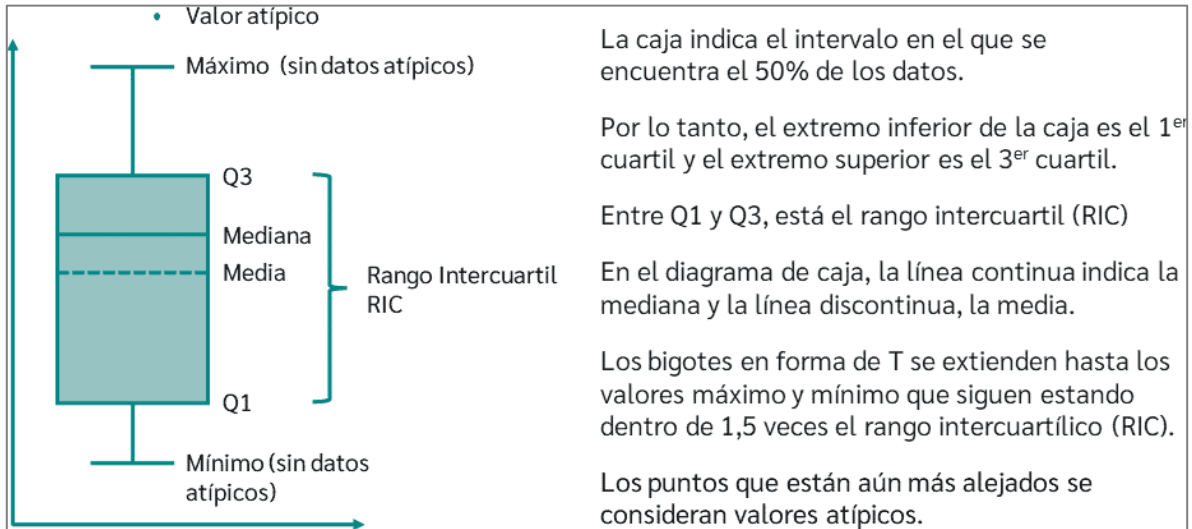 Valor atípico
Máximo (sin datos atípicos)
Q3
Mediana
Media
Rango Intercuartil
RIC
Q1
Mínimo (sin datos
atípicos)
La caja indica el intervalo en el que se
encuentra el 50% de los datos.
Por lo tanto, el extremo inferior de la caja es el 1er
cuartil y el extremo superior es el 3er cuartil.
Entre Q1 y Q3, está el rango intercuartil (RIC)
En el diagrama de caja, la línea continua indica la
mediana y la línea discontinua, la media.
Los bigotes en forma de T se extienden hasta los
valores máximo y mínimo que siguen estando
dentro de 1,5 veces el rango intercuartílico (RIC).
Los puntos que están aún más alejados se
consideran valores atípicos.